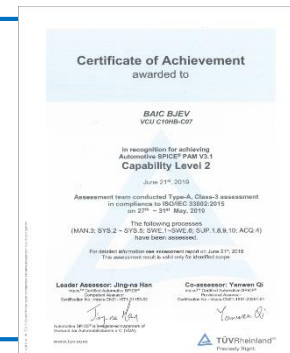 Certificate of Achievement
awarded to
BAIC BJEV
VCU C10HB-C07
in recognition for achieving
Automotive SPICE® PAM V3.1
Capability Level 2
June 21st, 2019
Assessment team conducted Type-A, Class-3 assessment
in compliance to ISO/IEC 33002:2015
on 27th – 31st May, 2019
The following processes
(MAN.3; SYS.2 – SYS.5; SWE.1~SWE.6; SUP.1,8,9,10; ACQ.4)
have been assessed.
For detailed information see assessment report on June 21st, 2019
This assessment result is valid only for identified scope.
Leader Assessor: Jing-na Han
Co-assessor: Yanwen Qi
Competent Assessor
TÜVRheinland®
Precisely Right.